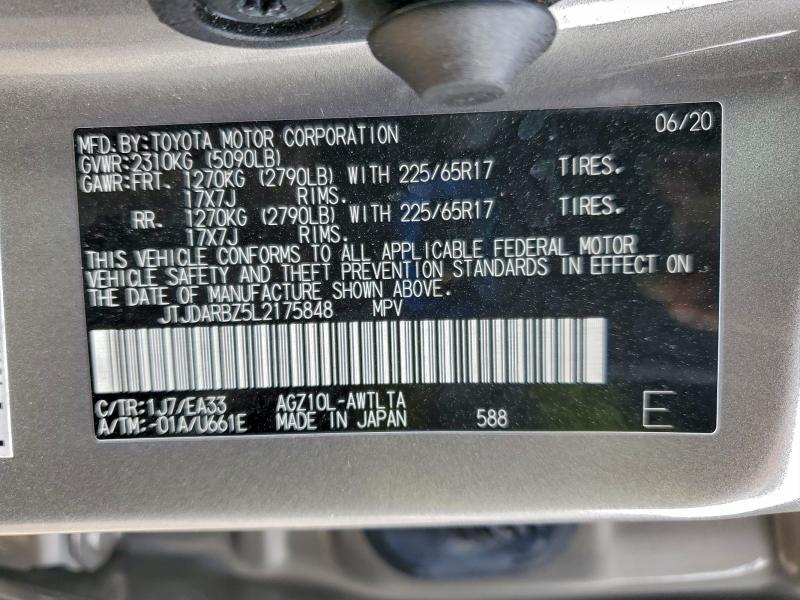 MFD.BY:TOYOTA MOTOR CORPORATION 06/20
GVWR:2310KG (5090LB)
GAWR:FRT. 1270KG (2790LB) WITH 225/65R17 TIRES.
17X7J RIMS.
RR. 1270KG (2790LB) WITH 225/65R17 TIRES.
17X7J RIMS.
THIS VEHICLE CONFORMS TO ALL APPLICABLE FEDERAL MOTOR
VEHICLE SAFETY AND THEFT PREVENTION STANDARDS IN EFFECT ON
THE DATE OF MANUFACTURE SHOWN ABOVE.
JTJDARBZ5L2175848 MPV
C/TR:1J7/EA33 AGZ10L-AWTLTA
A/TM:-01A/U661E MADE IN JAPAN 588 E